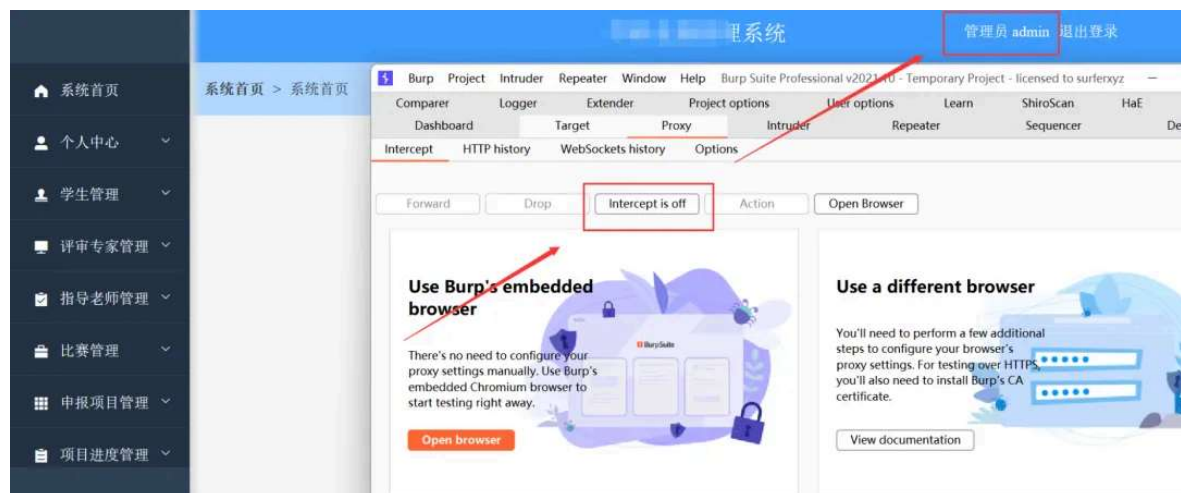 理系统
管理员 admin 退出登录
系统首页
个人中心
学生管理
评审专家管理
指导老师管理
比赛管理
申报项目管理
项目进度管理
系统首页 > 系统首页
Burp Project Intruder Repeater Window Help Burp Suite Professional v2021.10 - Temporary Project - licensed to surferxyz
Comparer Logger Extender Project options User options Learn ShiroScan HaE
Dashboard Target Proxy Intruder Repeater Sequencer De
Intercept HTTP history WebSockets history Options
Forward Drop Intercept is off Action Open Browser
Use Burp's embedded
browser
There's no need to configure your
proxy settings manually. Use Burp's
embedded Chromium browser to
start testing right away.
Open browser
BurpSuite
Use a different browser
You'll need to perform a few additional
steps to configure your browser's
proxy settings. For testing over HTTPS,
you'll also need to install Burp's CA
certificate.
View documentation